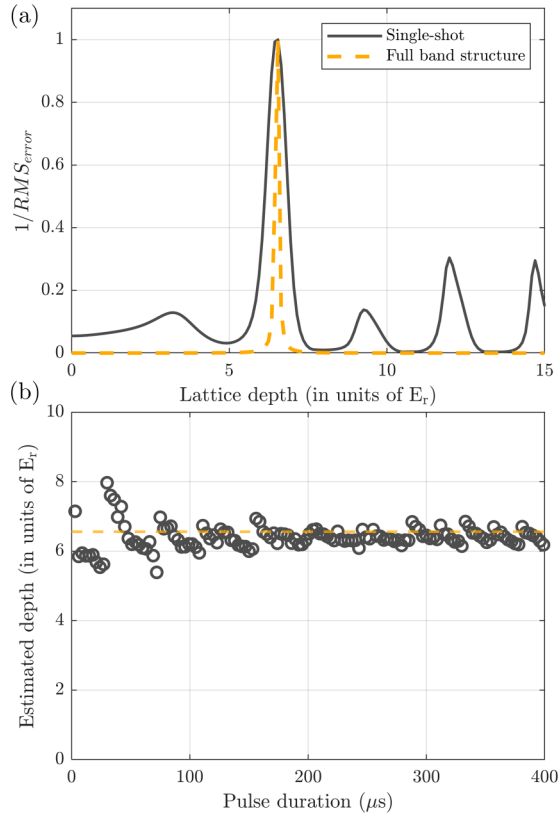 (a)
1
0.8
0.6
0.4
0.2
0
1/RMS_error
Single-shot
Full band structure
0 5 10 15
Lattice depth (in units of E_r)
(b)
10
8
6
4
2
0
Estimated depth (in units of E_r)
0 100 200 300 400
Pulse duration (μs)